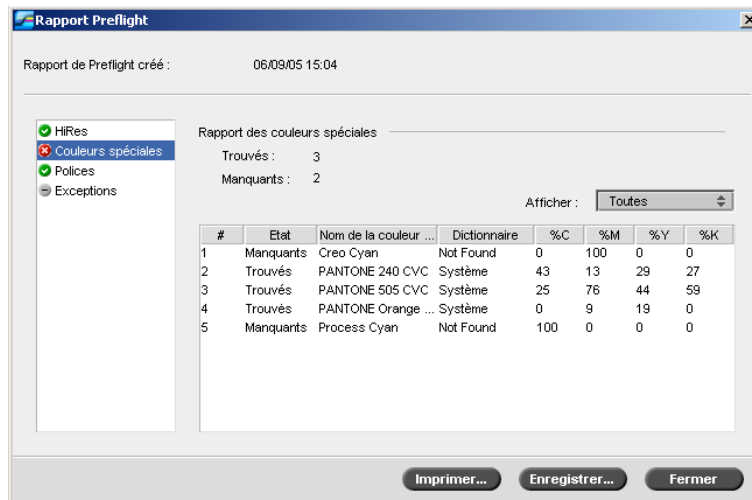 Rapport Preflight
Rapport de Preflight créé : 06/09/05 15:04
HiRes
Couleurs spéciales
Polices
Exceptions
Rapport des couleurs spéciales
Trouvés : 3
Manquants : 2
Afficher : Toutes
# Etat Nom de la couleur ... Dictionnaire %C %M %Y %K
1 Manquants Creo Cyan Not Found 0 100 0 0
2 Trouvés PANTONE 240 CVC Système 43 13 29 27
3 Trouvés PANTONE 505 CVC Système 25 76 44 59
4 Trouvés PANTONE Orange ... Système 0 9 19 0
5 Manquants Process Cyan Not Found 100 0 0 0
Imprimer... Enregistrer... Fermer